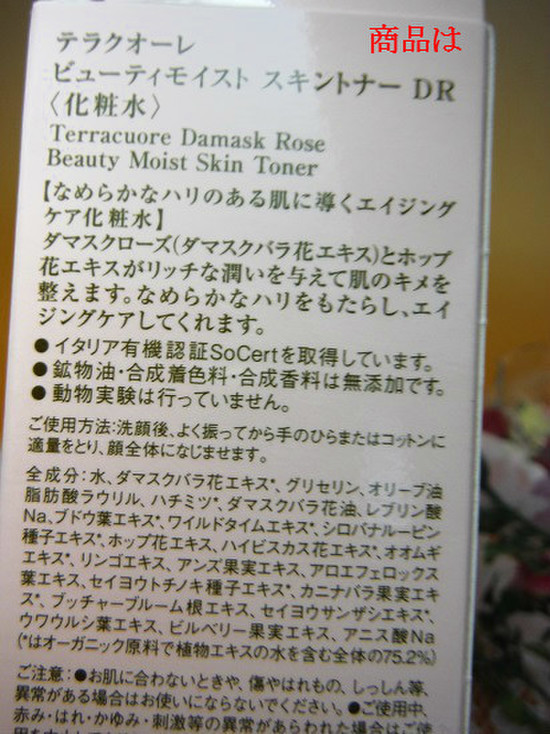 商品は
テラクオーレ
ビューティモイスト スキントナー DR
〈化粧水〉
Terracuore Damask Rose
Beauty Moist Skin Toner
【なめらかなハリのある肌に導くエイジング
ケア化粧水】
ダマスクローズ(ダマスクバラ花エキス)とホップ
花エキスがリッチな潤いを与えて肌のキメを
整えます。なめらかなハリをもたらし、エイ
ジングケアしてくれます。
●イタリア有機認証SoCertを取得しています。
●鉱物油・合成着色料・合成香料は無添加です。
●動物実験は行っていません。
ご使用方法:洗顔後、よく振ってから手のひらまたはコットンに
適量をとり、顔全体になじませます。
全成分:水、ダマスクバラ花エキス*、グリセリン、オリーブ油
脂肪酸ラウリル、ハチミツ*、ダマスクバラ花油、レブリン酸
Na、ブドウ葉エキス*、ワイルドタイムエキス*、シロバナルーピン
種子エキス*、ホップ花エキス、ハイビスカス花エキス*、オオムギ
エキス*、リンゴエキス、アンズ果実エキス、アロエフェロックス
葉エキス、セイヨウトチノキ種子エキス*、カニナバラ果実エキ
ス*、ブッチャーブルーム根エキス、セイヨウサンザシエキス*、
ウワウルシ葉エキス、ビルベリー果実エキス、アニス酸Na
(*はオーガニック原料で植物エキスの水を含む全体の75.2%)
ご注意:●お肌に合わないときや、傷やはれもの、しっしん等、
異常がある場合はお使いにならないでください。●ご使用中、
赤み・はれ・かゆみ・刺激等の異常があらわれた場合はご使